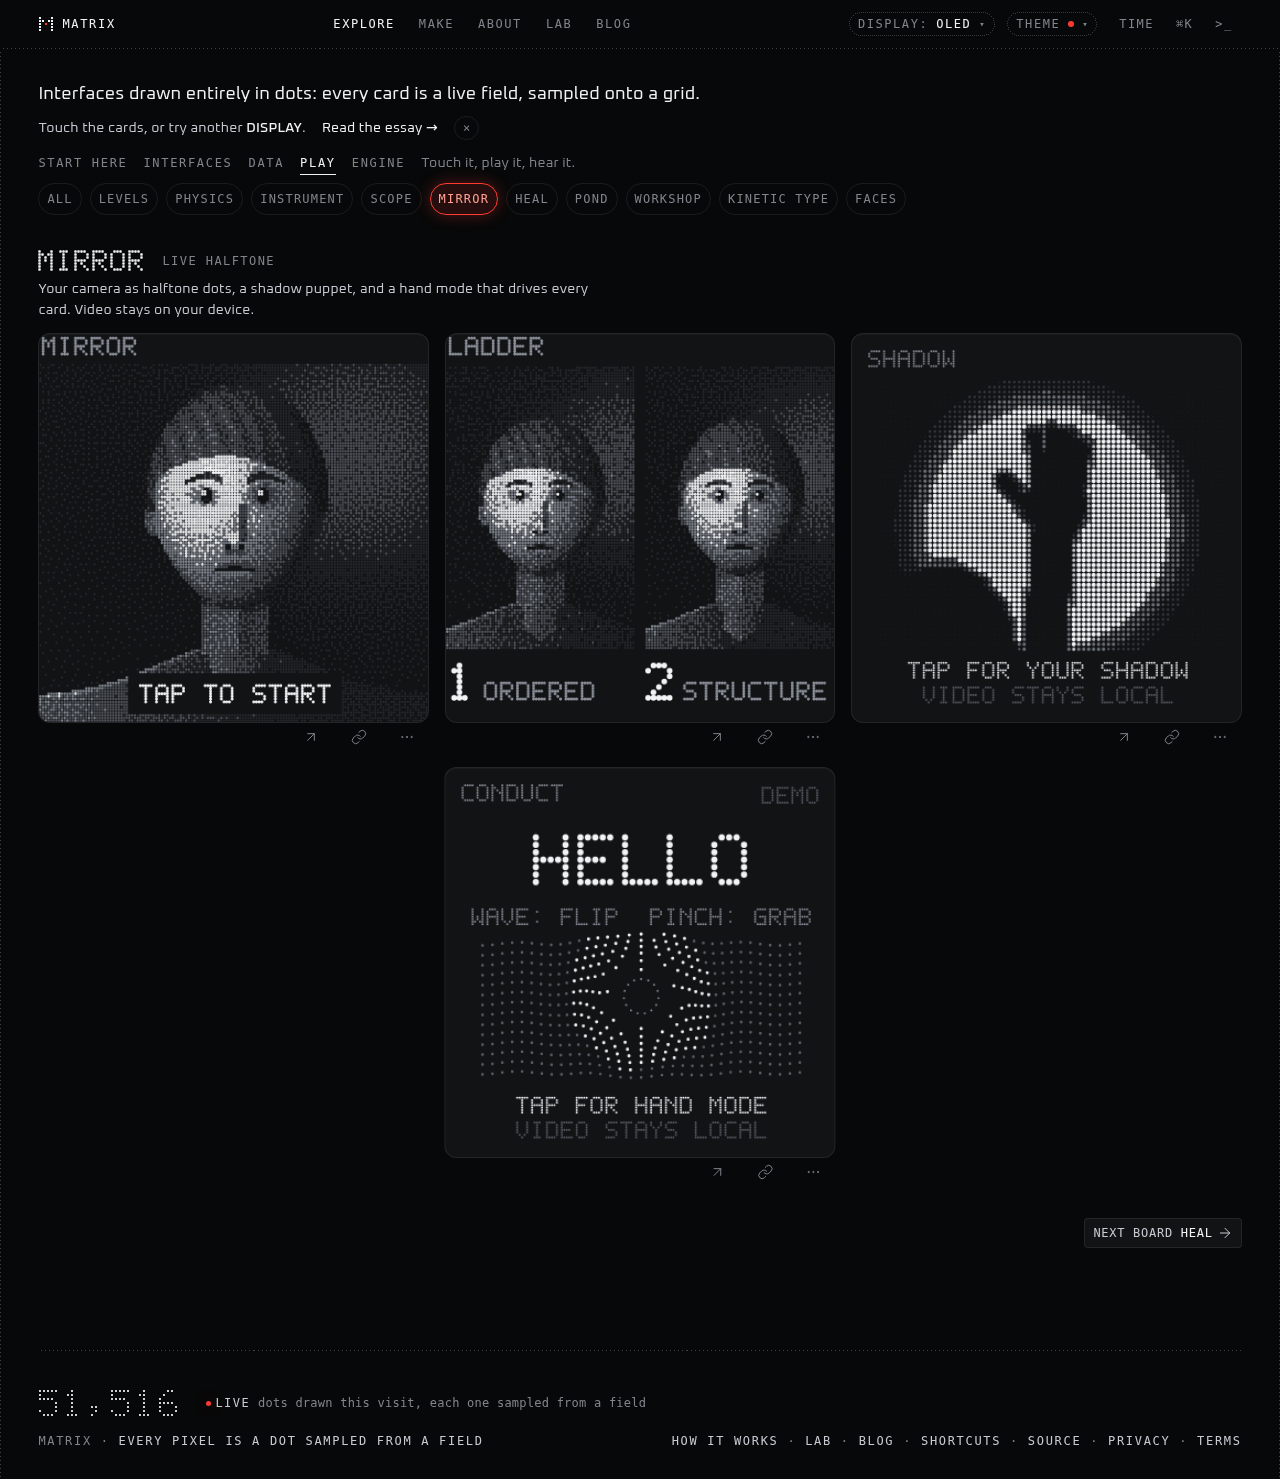 MATRIX EXPLORE MAKE ABOUT LAB BLOG DISPLAY: OLED ▾ THEME ▾ TIME ⌘K >_
Interfaces drawn entirely in dots: every card is a live field, sampled onto a grid.
Touch the cards, or try another DISPLAY. Read the essay → ×
START HERE INTERFACES DATA PLAY ENGINE Touch it, play it, hear it.
ALL LEVELS PHYSICS INSTRUMENT SCOPE MIRROR HEAL POND WORKSHOP KINETIC TYPE FACES
MIRROR LIVE HALFTONE
Your camera as halftone dots, a shadow puppet, and a hand mode that drives every
card. Video stays on your device.
MIRROR
TAP TO START
LADDER
1 ORDERED 2 STRUCTURE
SHADOW
TAP FOR YOUR SHADOW
VIDEO STAYS LOCAL
CONDUCT DEMO
HELLO
WAVE: FLIP PINCH: GRAB
TAP FOR HAND MODE
VIDEO STAYS LOCAL
NEXT BOARD HEAL →
51,516 LIVE dots drawn this visit, each one sampled from a field
MATRIX · EVERY PIXEL IS A DOT SAMPLED FROM A FIELD HOW IT WORKS · LAB · BLOG · SHORTCUTS · SOURCE · PRIVACY · TERMS